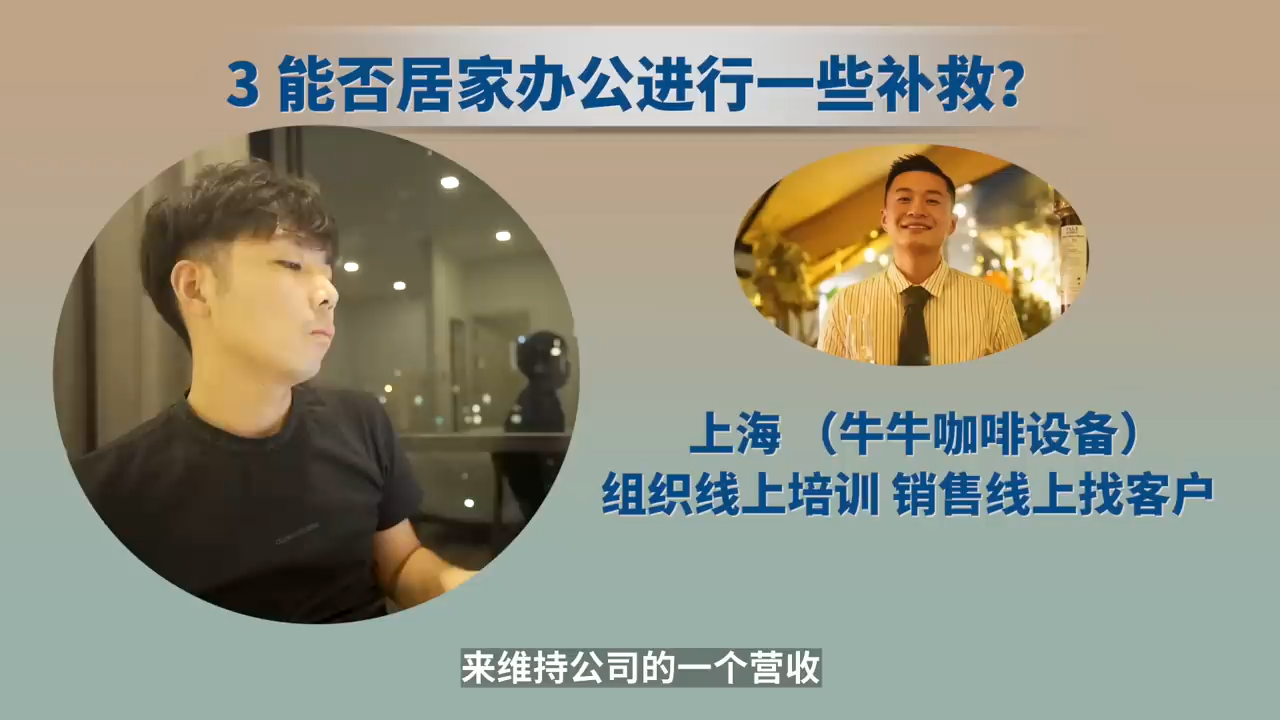 3 能否居家办公进行一些补救?
上海 （牛牛咖啡设备）
组织线上培训 销售线上找客户
来维持公司的一个营收